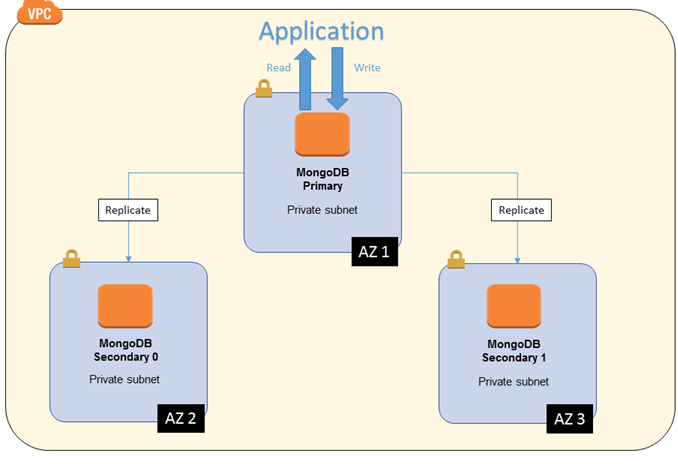 VPC
Application
Read
Write
MongoDB
Primary
Private subnet
AZ 1
Replicate
Replicate
MongoDB
Secondary 0
Private subnet
AZ 2
MongoDB
Secondary 1
Private subnet
AZ 3